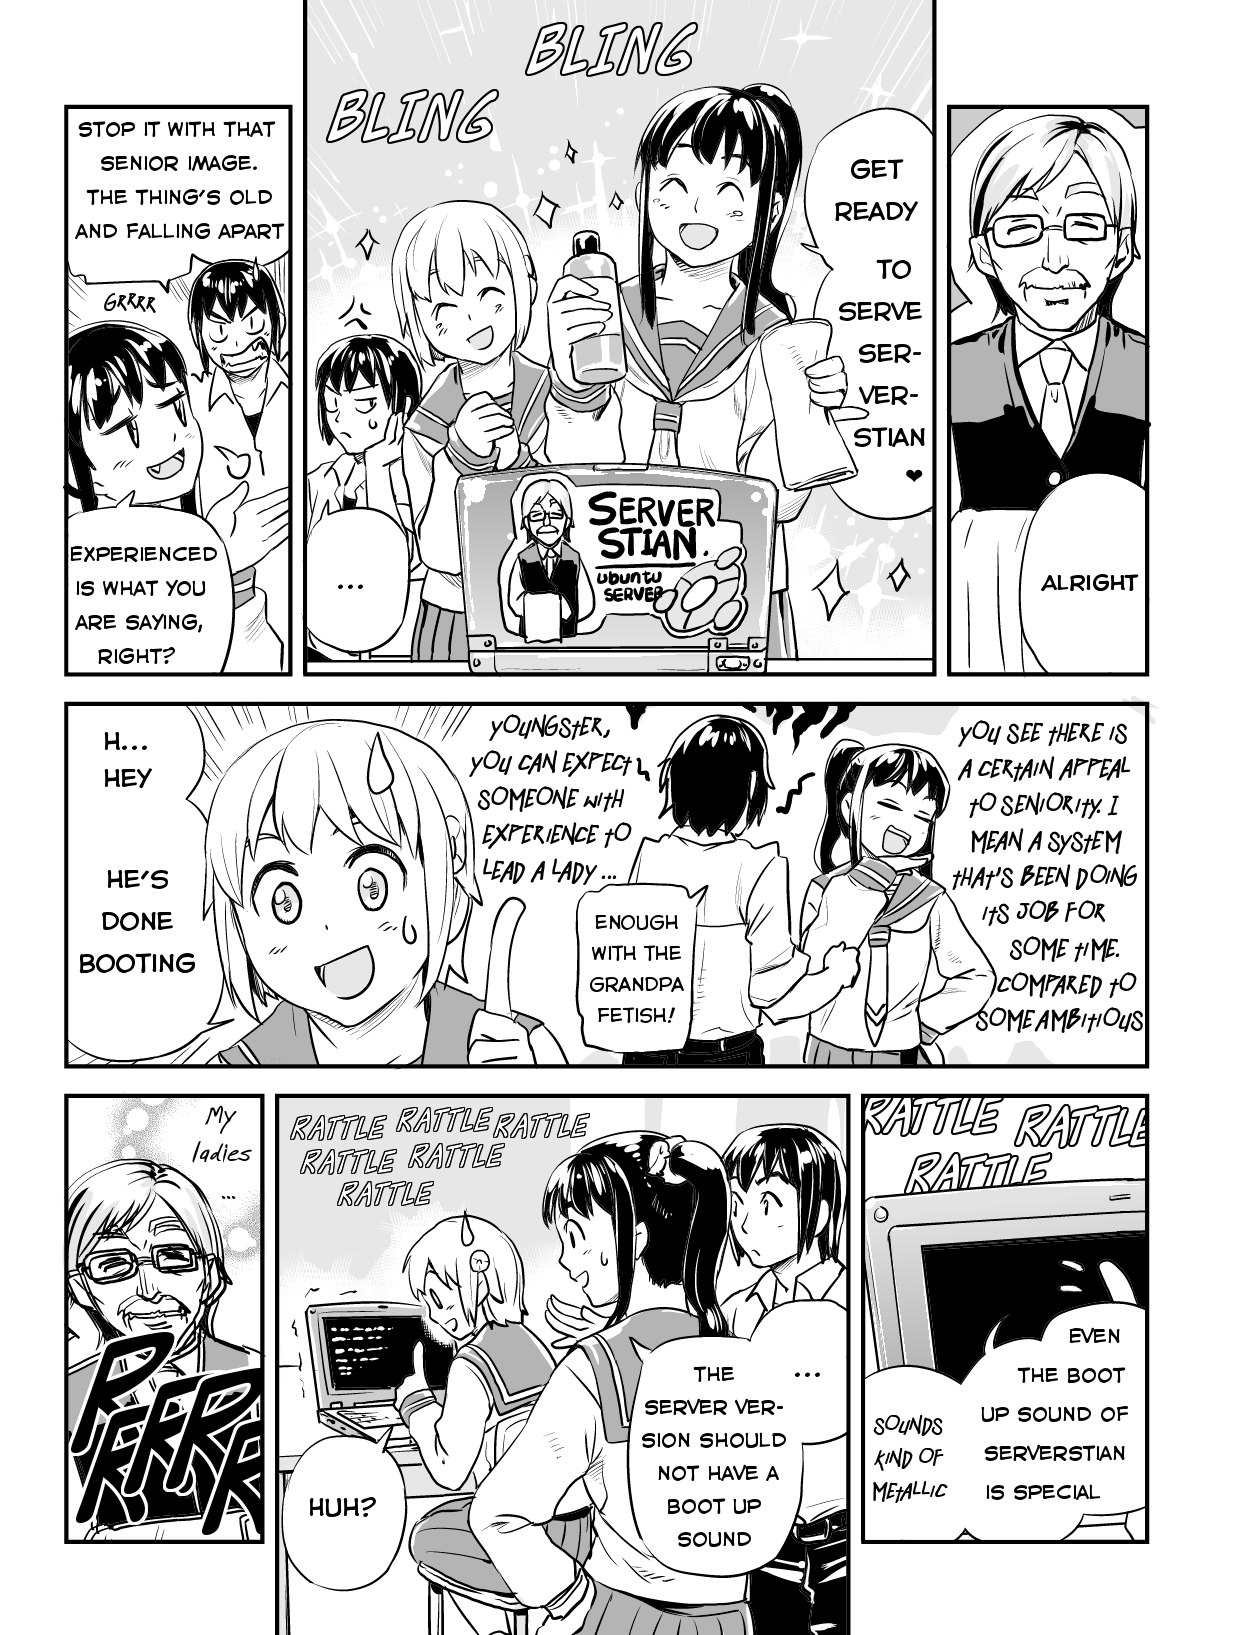 ALRIGHT
BLING
BLING
GET
READY
TO
SERVE
SER-
VER-
STIAN
♥
SERVER
STIAN.
ubuntu
SERVER
...
STOP IT WITH THAT
SENIOR IMAGE.
THE THING'S OLD
AND FALLING APART
GRRRR
EXPERIENCED
IS WHAT YOU
ARE SAYING,
RIGHT?
YOU SEE THERE IS
A CERTAIN APPEAL
TO SENIORITY. I
MEAN A SYSTEM
THAT'S BEEN DOING
ITS JOB FOR
SOME TIME.
COMPARED TO
SOME AMBITIOUS
YOUNGSTER,
YOU CAN EXPECT
SOMEONE WITH
EXPERIENCE TO
LEAD A LADY ...
ENOUGH
WITH THE
GRANDPA
FETISH!
H...
HEY
HE'S
DONE
BOOTING
RATTLE RATTLE
RATTLE
EVEN
THE BOOT
UP SOUND OF
SERVERSTIAN
IS SPECIAL
SOUNDS
KIND OF
METALLIC
RATTLE RATTLE RATTLE
RATTLE RATTLE
RATTLE
...
THE
SERVER VER-
SION SHOULD
NOT HAVE A
BOOT UP
SOUND
HUH?
My
ladies
...
RRRRRR